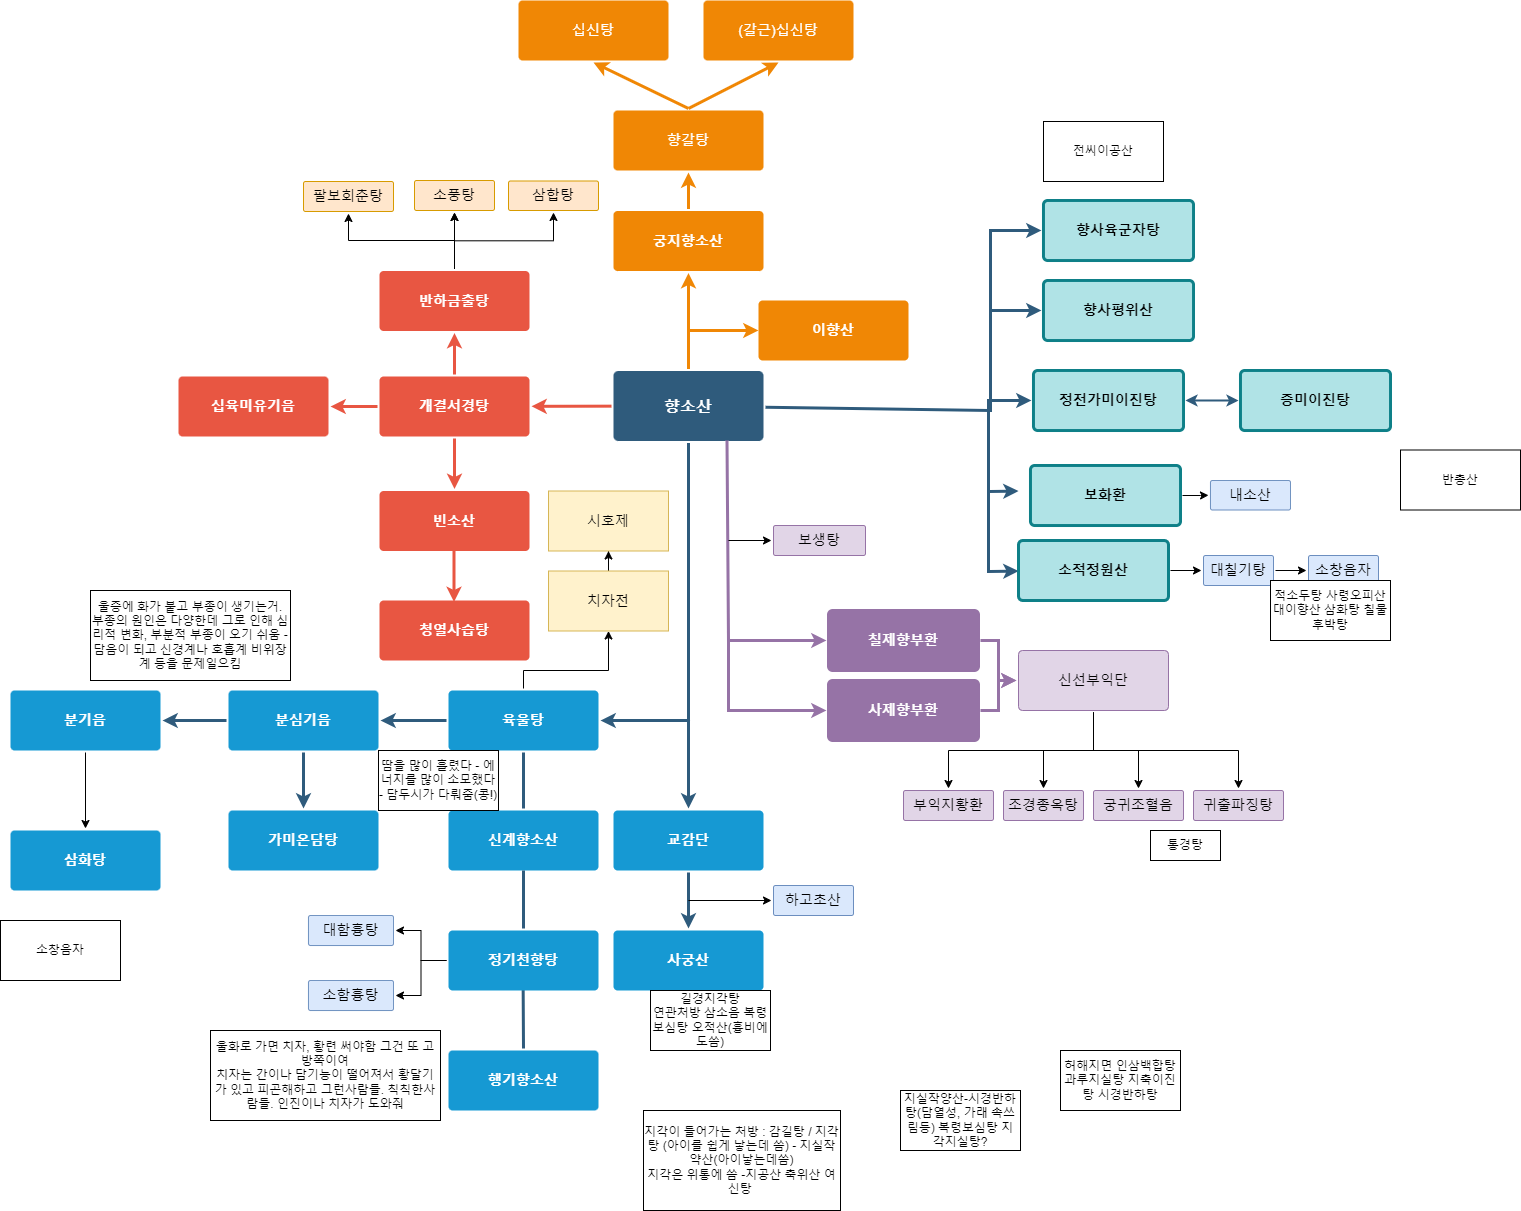 십신탕
(갈근)십신탕
향갈탕
전씨이공산
팔보회춘탕
소풍탕
삼합탕
궁지향소산
향사육군자탕
반하금출탕
이향산
향사평위산
십육미유기음
개결서경탕
향소산
정전가미이진탕
증미이진탕
반총산
보화환
내소산
빈소산
시호제
보생탕
소적정원산
대칠기탕
소창음자
적소두탕 사령오피산
대이향산 삼화탕 칠물
후박탕
치자전
청열사습탕
울증에 화가 붙고 부종이 생기는거.
부종의 원인은 다양한데 그로 인해 심
리적 변화, 부분적 부종이 오기 쉬움 -
담음이 되고 신경계나 호흡계 비위장
계 등을 문제일으킴
칠제향부환
신선부익단
사제향부환
분기음
분심기음
육울탕
땀을 많이 흘렸다 - 에
너지를 많이 소모했다
- 담두시가 다뤄줌(콩!)
부익지황환
조경종옥탕
궁귀조혈음
귀출파징탕
통경탕
삼화탕
가미온담탕
신계향소산
교감단
하고초산
소창음자
대함흉탕
소함흉탕
정기천향탕
사궁산
길경지각탕
연관처방 삼소음 복령
보심탕 오적산(흉비에
도씀)
울화로 가면 치자, 황련 써야함 그건 또 고
방쪽이여
치자는 간이나 담기능이 떨어져서 황달기
가 있고 피곤해하고 그런사람들. 칙칙한사
람들. 인진이나 치자가 도와줘
행기향소산
허해지면 인삼백합탕
과루지실탕 지축이진
탕 시경반하탕
지실작양산-시경반하
탕(담열성, 가래 속쓰
림등) 복령보심탕 지
각지실탕?
지각이 들어가는 처방 : 감길탕 / 지각
탕 (아이를 쉽게 낳는데 씀) - 지실작
약산(아이낳는데씀)
지각은 위통에 씀 -지공산 축위산 여
신탕